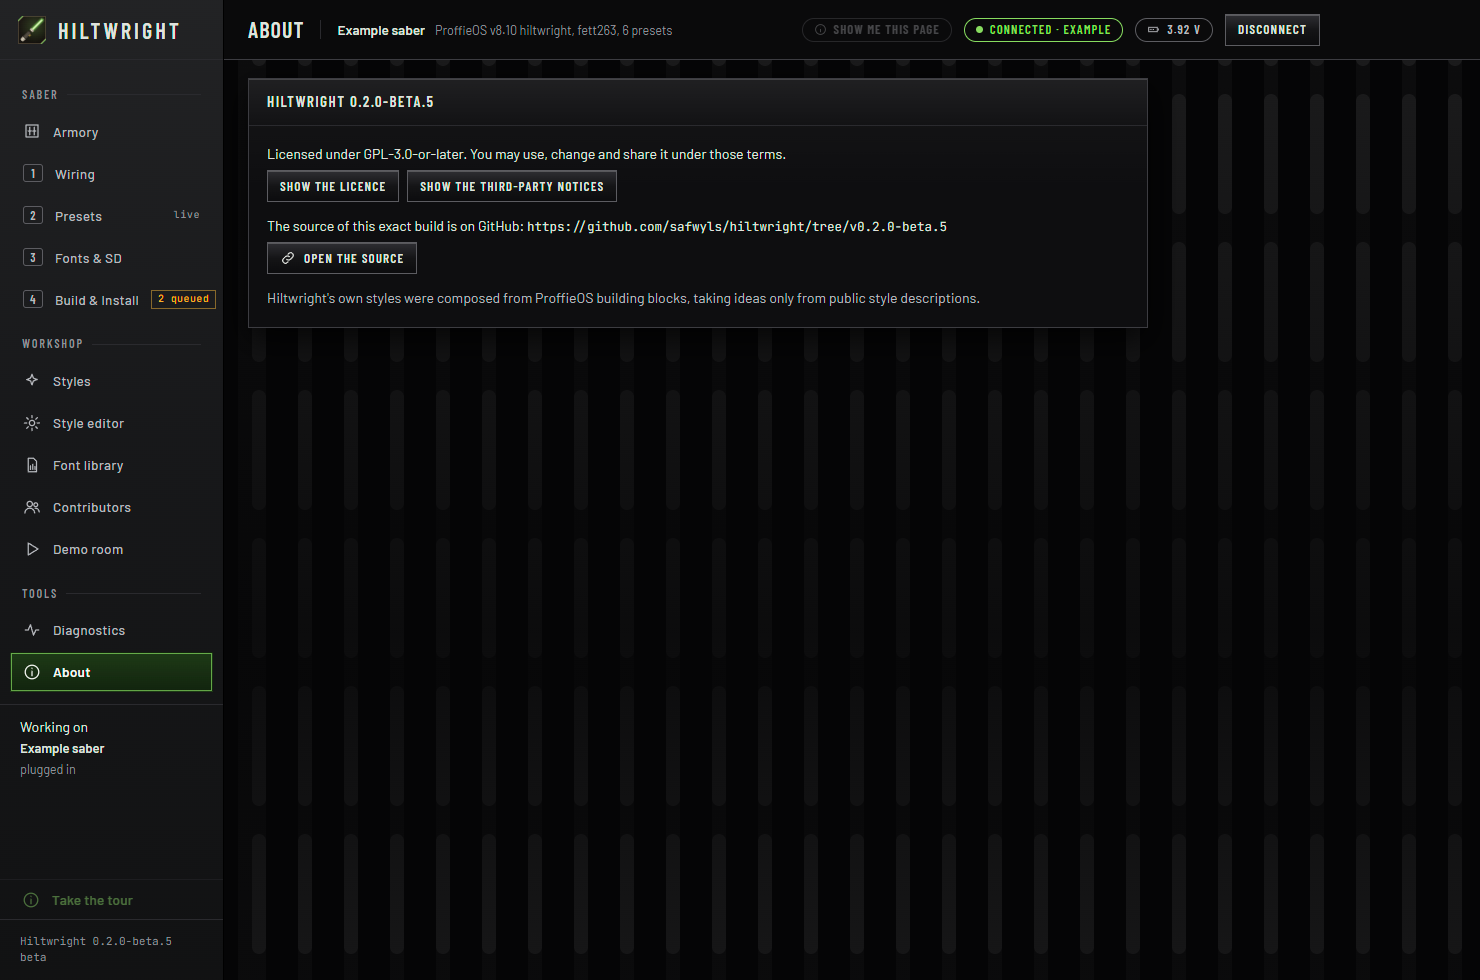 HILTWRIGHT
ABOUT
Example saber ProffieOS v8.10 hiltwright, fett263, 6 presets
SHOW ME THIS PAGE
CONNECTED · EXAMPLE
3.92 V
DISCONNECT
SABER
Armory
1 Wiring
2 Presets live
3 Fonts & SD
4 Build & Install 2 queued
WORKSHOP
Styles
Style editor
Font library
Contributors
Demo room
TOOLS
Diagnostics
About
Working on
Example saber
plugged in
Take the tour
Hiltwright 0.2.0-beta.5
beta
HILTWRIGHT 0.2.0-BETA.5
Licensed under GPL-3.0-or-later. You may use, change and share it under those terms.
SHOW THE LICENCE SHOW THE THIRD-PARTY NOTICES
The source of this exact build is on GitHub: https://github.com/safwyls/hiltwright/tree/v0.2.0-beta.5
OPEN THE SOURCE
Hiltwright's own styles were composed from ProffieOS building blocks, taking ideas only from public style descriptions.